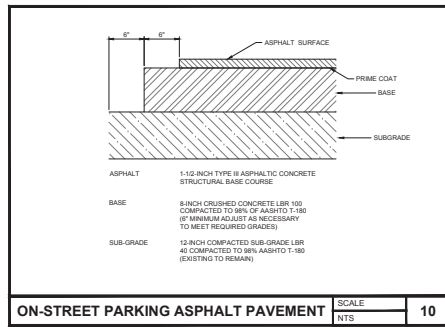 6" 6"
ASPHALT SURFACE
PRIME COAT
BASE
SUBGRADE
ASPHALT 1-1/2-INCH TYPE III ASPHALTIC CONCRETE
STRUCTURAL BASE COURSE
BASE 8-INCH CRUSHED CONCRETE LBR 100
COMPACTED TO 98% OF AASHTO T-180
(6" MINIMUM ADJUST AS NECESSARY
TO MEET REQUIRED GRADES)
SUB-GRADE 12-INCH COMPACTED SUB-GRADE LBR
40 COMPACTED TO 98% AASHTO T-180
(EXISTING TO REMAIN)
ON-STREET PARKING ASPHALT PAVEMENT
SCALE
NTS
10